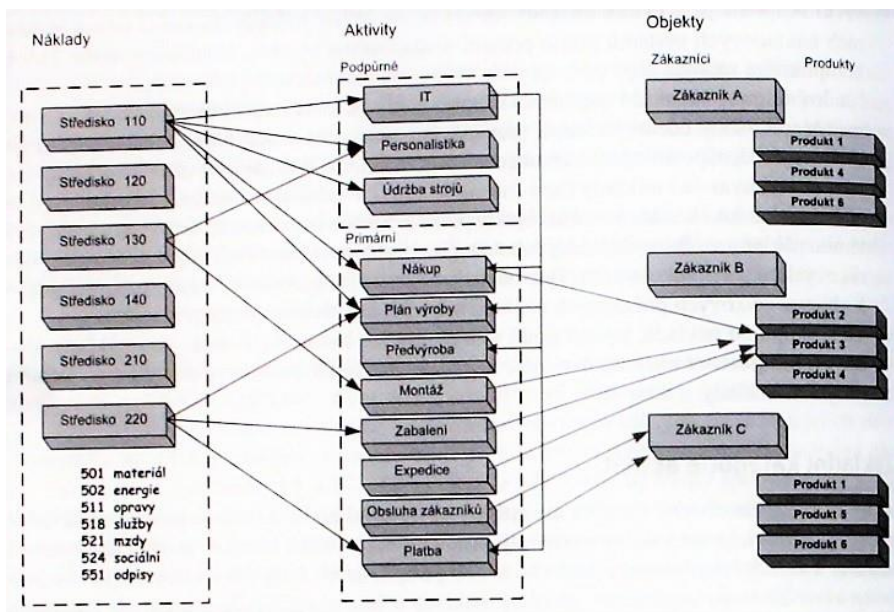 Náklady
Středisko 110
Středisko 120
Středisko 130
Středisko 140
Středisko 210
Středisko 220
501 materiál
502 energie
511 opravy
518 služby
521 mzdy
524 sociální
551 odpisy
Aktivity
Podpůrné
IT
Personalistika
Údržba strojů
Primární
Nákup
Plán výroby
Předvýroba
Montáž
Zabalení
Expedice
Obsluha zákazníků
Platba
Objekty
Zákazníci
Produkty
Zákazník A
Produkt 1
Produkt 4
Produkt 6
Zákazník B
Produkt 2
Produkt 3
Produkt 4
Zákazník C
Produkt 1
Produkt 5
Produkt 6